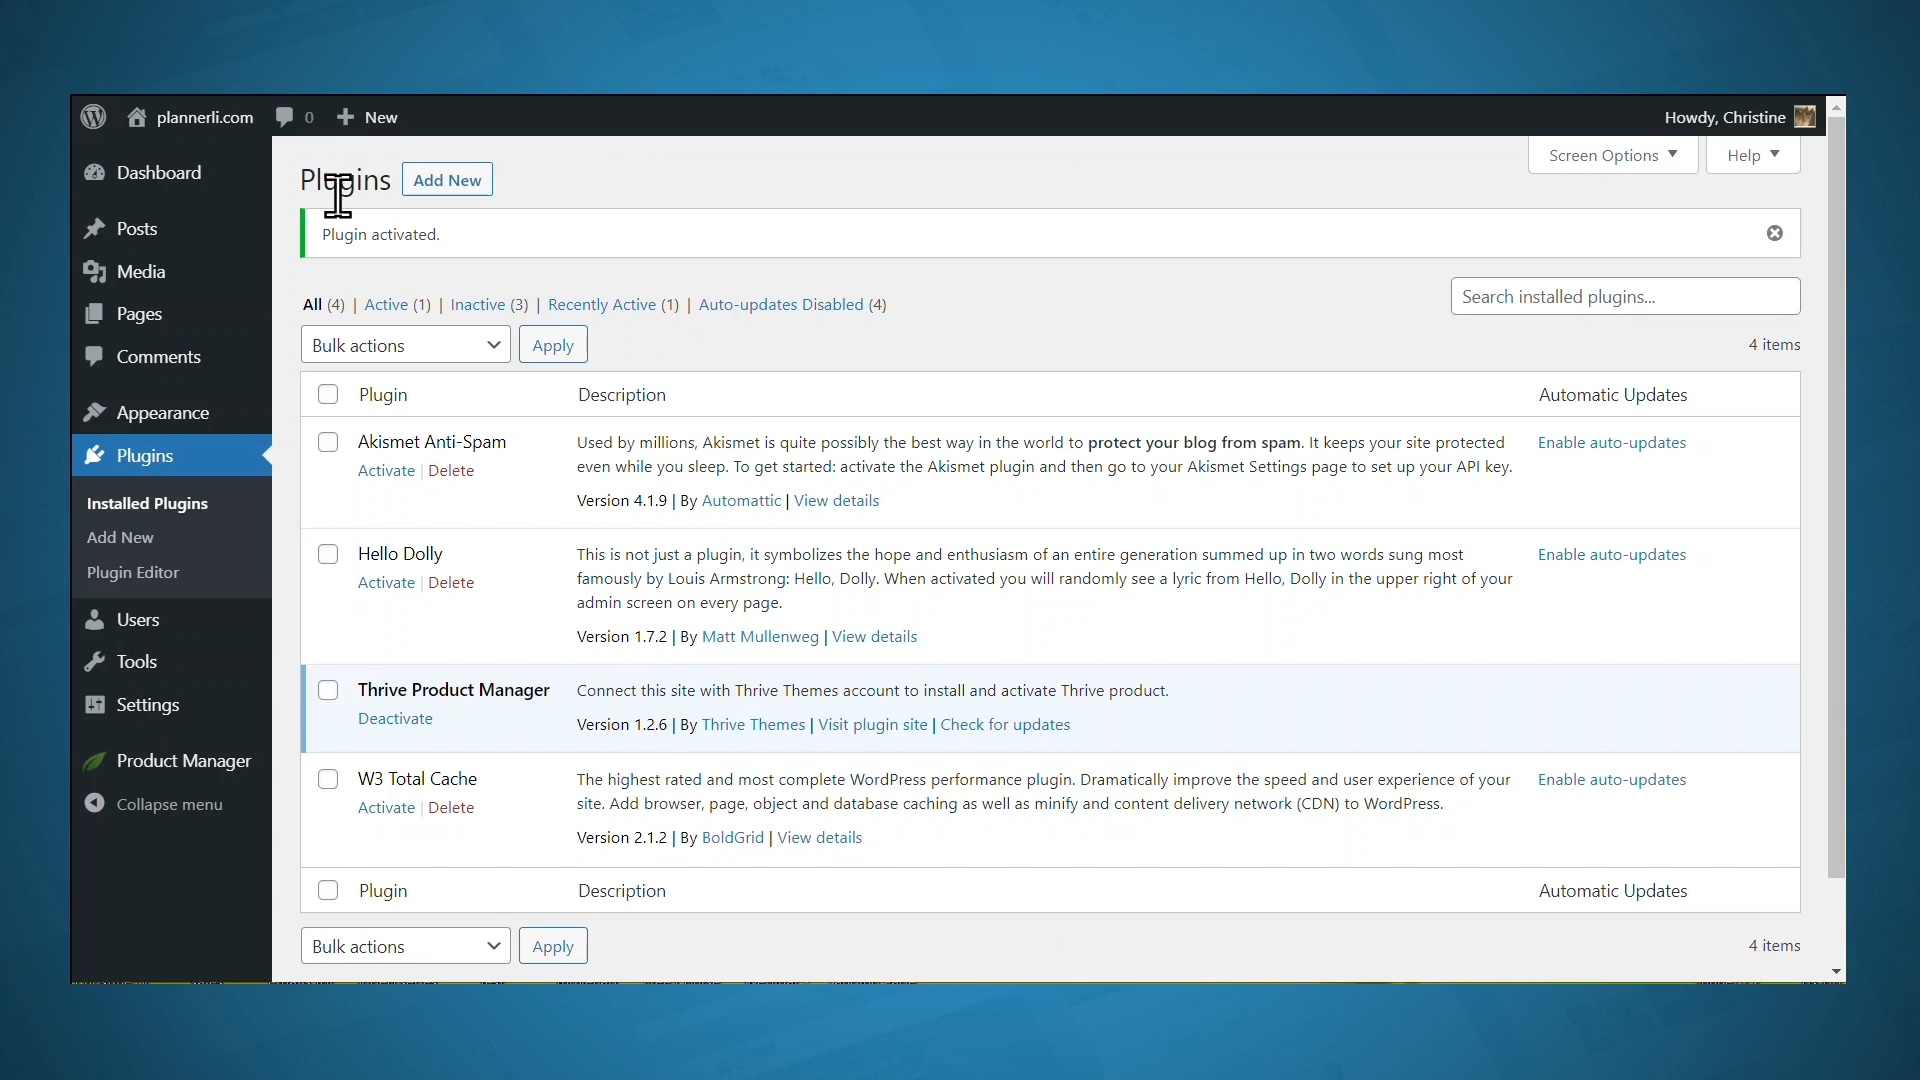 plannerli.com 0 New Howdy, Christine
Dashboard
Posts
Media
Pages
Comments
Appearance
Plugins
Installed Plugins
Add New
Plugin Editor
Users
Tools
Settings
Product Manager
Collapse menu
Screen Options Help
Plugins Add New
Plugin activated.
All (4) | Active (1) | Inactive (3) | Recently Active (1) | Auto-updates Disabled (4)
Search installed plugins...
Bulk actions Apply 4 items
Plugin Description Automatic Updates
Akismet Anti-Spam
Activate | Delete
Used by millions, Akismet is quite possibly the best way in the world to protect your blog from spam. It keeps your site protected
even while you sleep. To get started: activate the Akismet plugin and then go to your Akismet Settings page to set up your API key.
Version 4.1.9 | By Automattic | View details
Enable auto-updates
Hello Dolly
Activate | Delete
This is not just a plugin, it symbolizes the hope and enthusiasm of an entire generation summed up in two words sung most
famously by Louis Armstrong: Hello, Dolly. When activated you will randomly see a lyric from Hello, Dolly in the upper right of your
admin screen on every page.
Version 1.7.2 | By Matt Mullenweg | View details
Enable auto-updates
Thrive Product Manager
Deactivate
Connect this site with Thrive Themes account to install and activate Thrive product.
Version 1.2.6 | By Thrive Themes | Visit plugin site | Check for updates
W3 Total Cache
Activate | Delete
The highest rated and most complete WordPress performance plugin. Dramatically improve the speed and user experience of your
site. Add browser, page, object and database caching as well as minify and content delivery network (CDN) to WordPress.
Version 2.1.2 | By BoldGrid | View details
Enable auto-updates
Plugin Description Automatic Updates
Bulk actions Apply 4 items